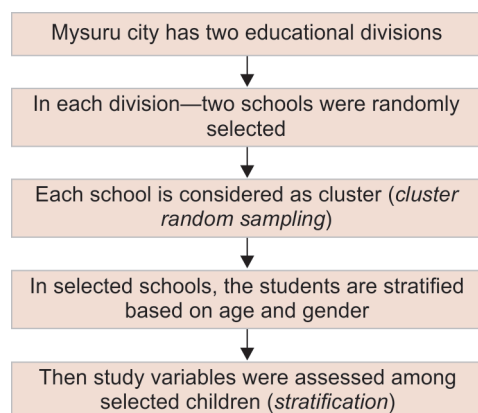 Mysuru city has two educational divisions
In each division—two schools were randomly
selected
Each school is considered as cluster (cluster
random sampling)
In selected schools, the students are stratified
based on age and gender
Then study variables were assessed among
selected children (stratification)